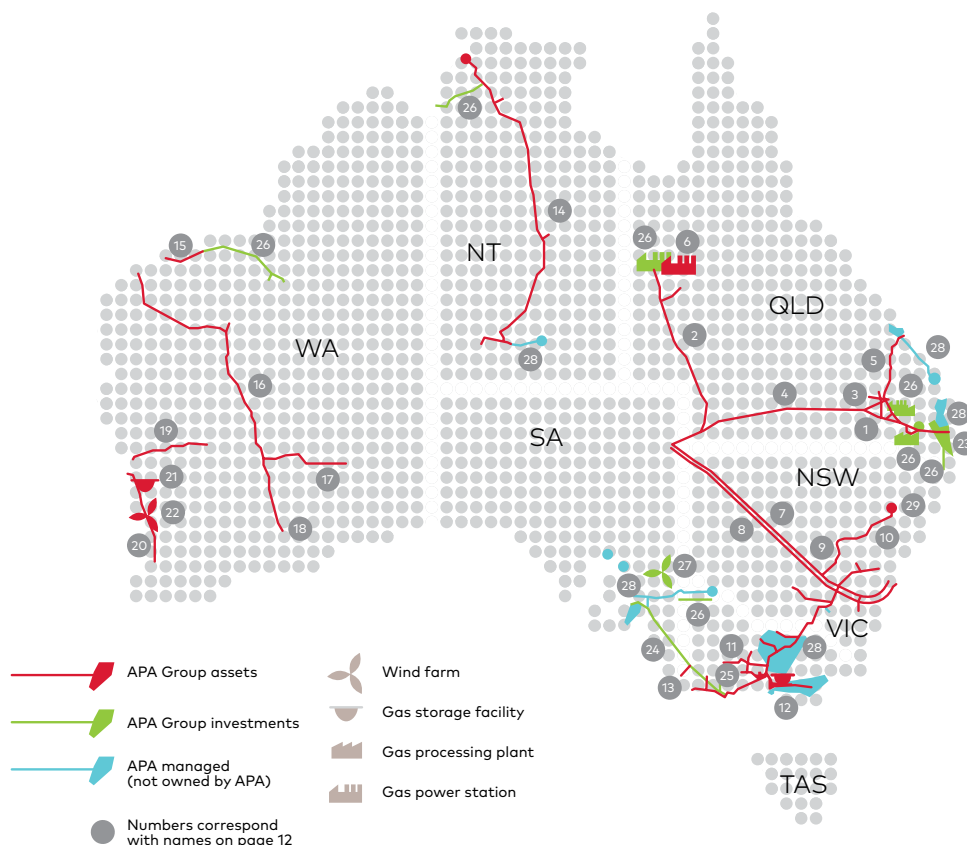 26
14
15
26
NT
26
6
QLD
2
28
WA
28
5
16
4
3
26
28
1
19
SA
23
26
26
21
17
NSW
22
29
7
18
8
10
20
9
27
28
26
VIC
24
11
28
25
13
12
APA Group assets
APA Group investments
APA managed
(not owned by APA)
Numbers correspond
with names on page 12
Wind farm
Gas storage facility
Gas processing plant
Gas power station
TAS